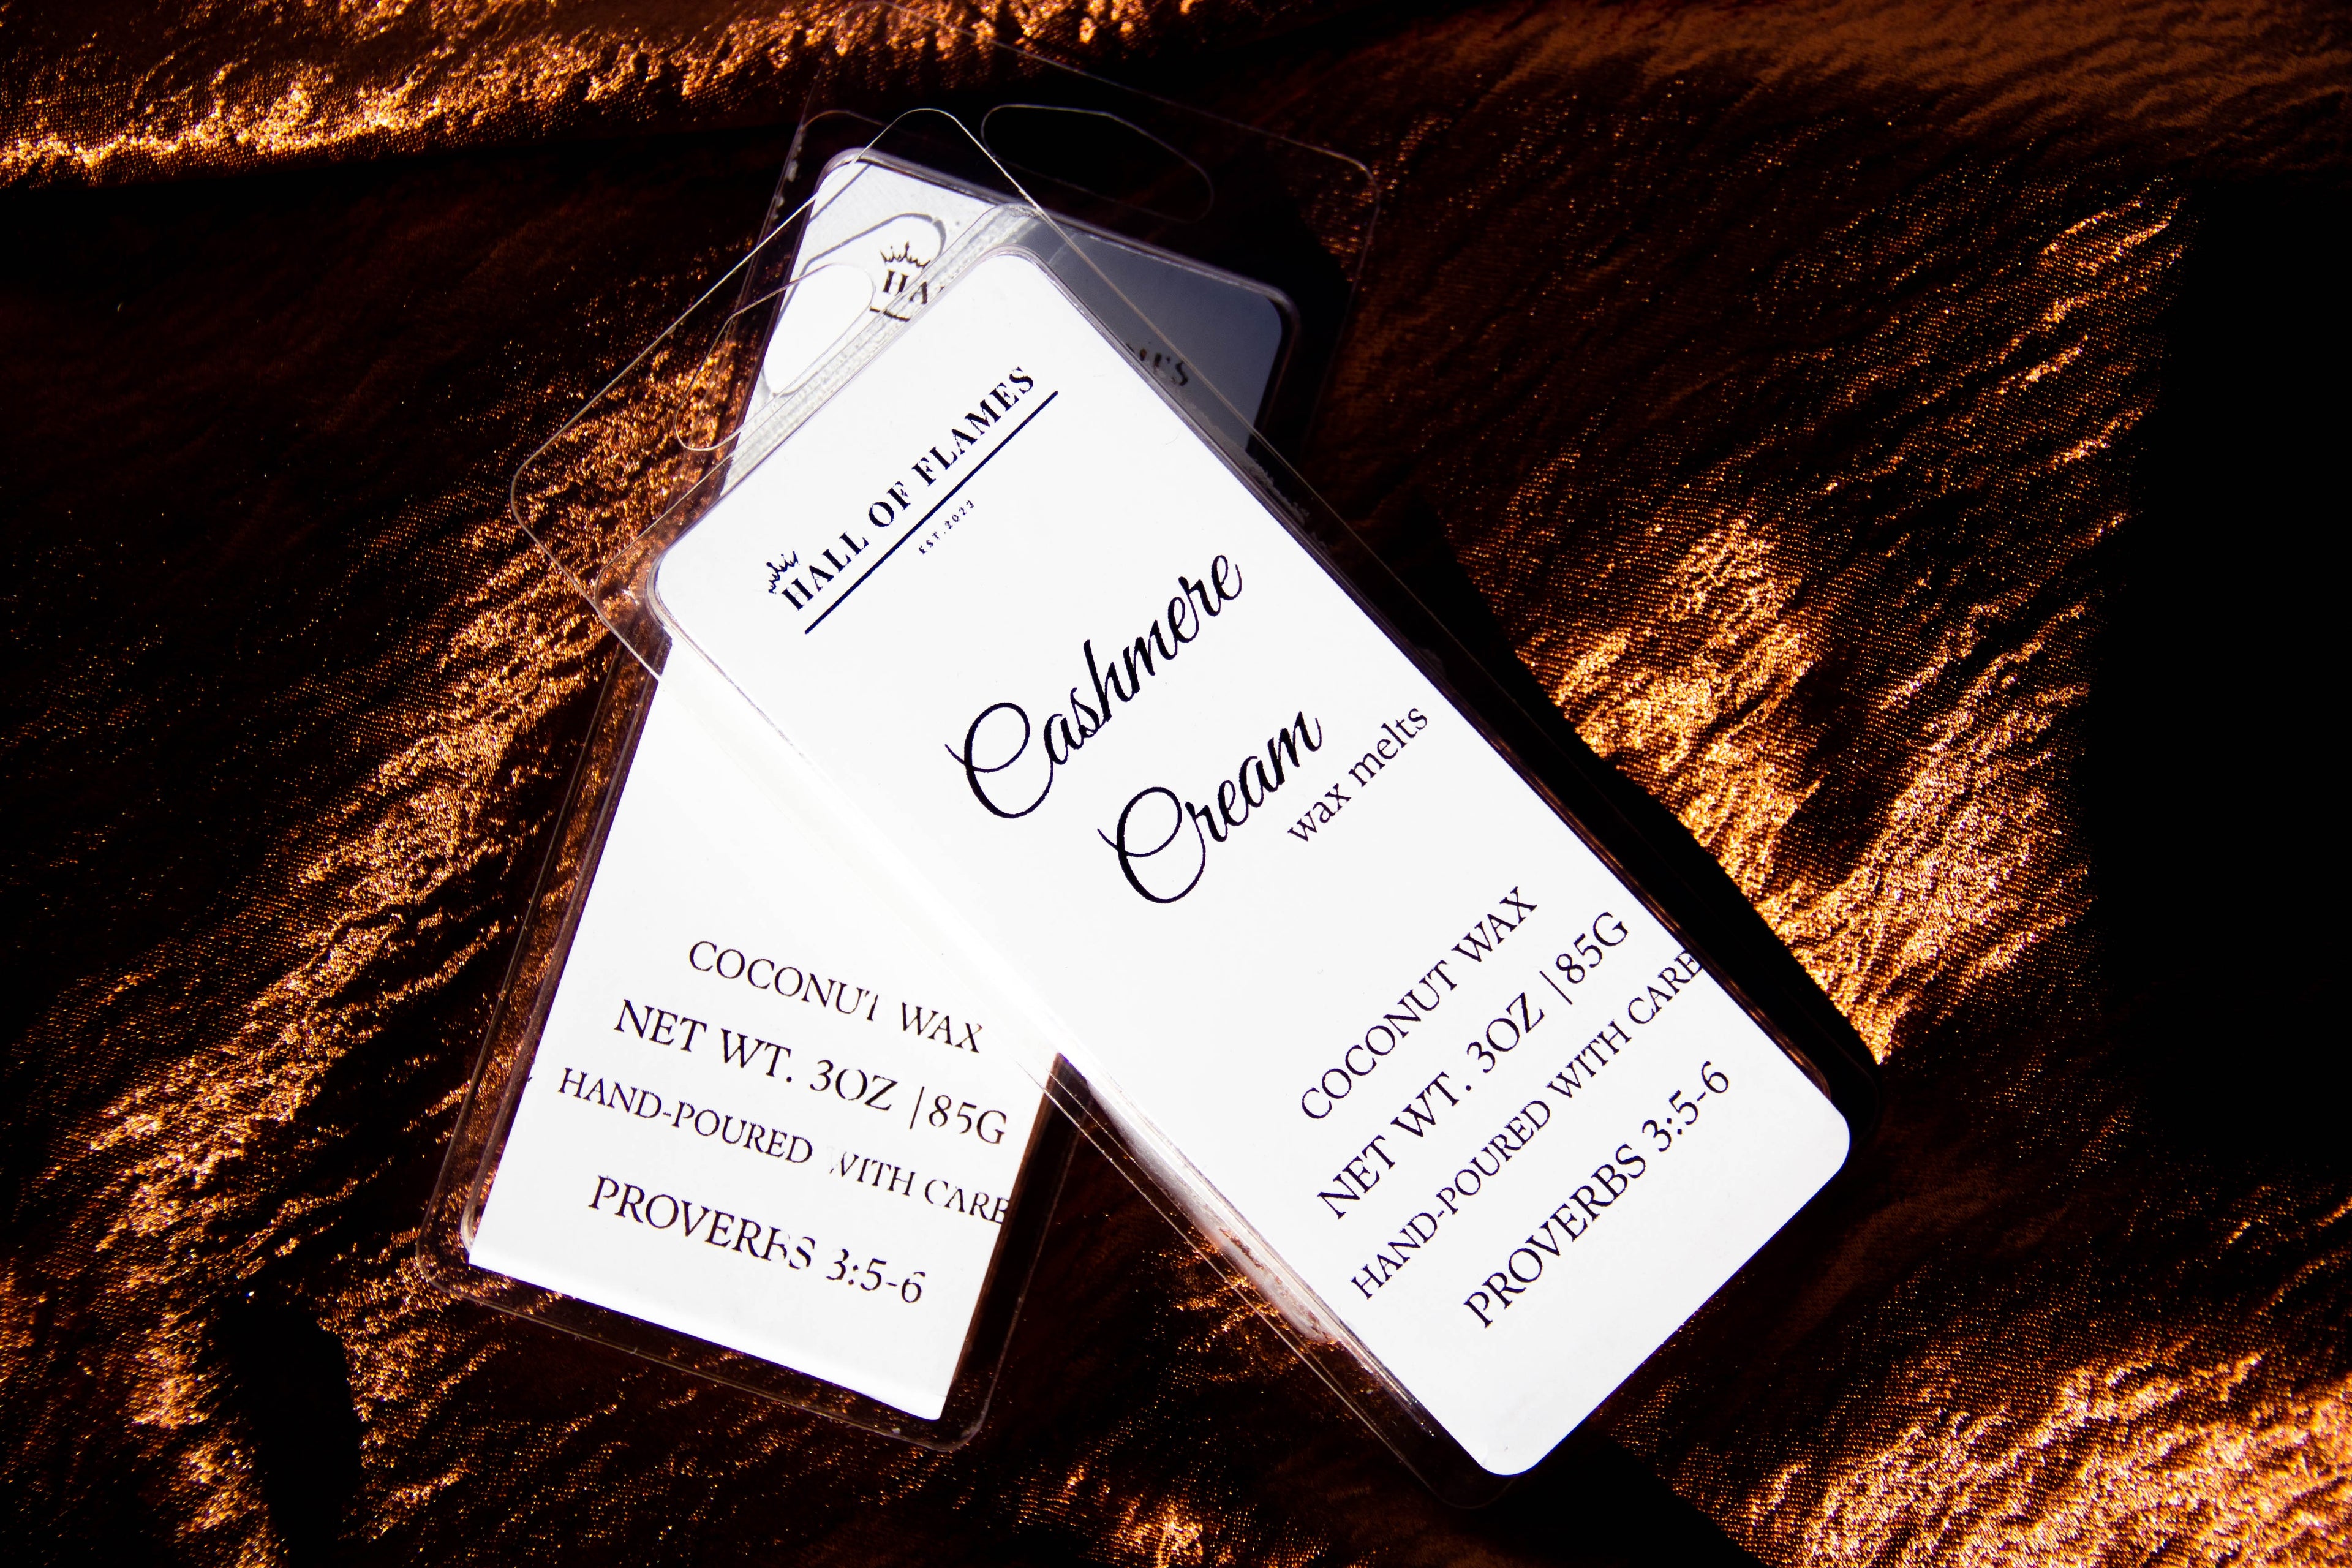 HALL OF FLAMES
EST. 2023
Cashmere
Cream
wax melts
COCONUT WAX
NET WT. 3OZ |85G
HAND-POURED WITH CARE
PROVERBS 3:5-6
COCONUT WAX
NET WT. 3OZ |85G
HAND-POURED WITH CARE
PROVERBS 3:5-6